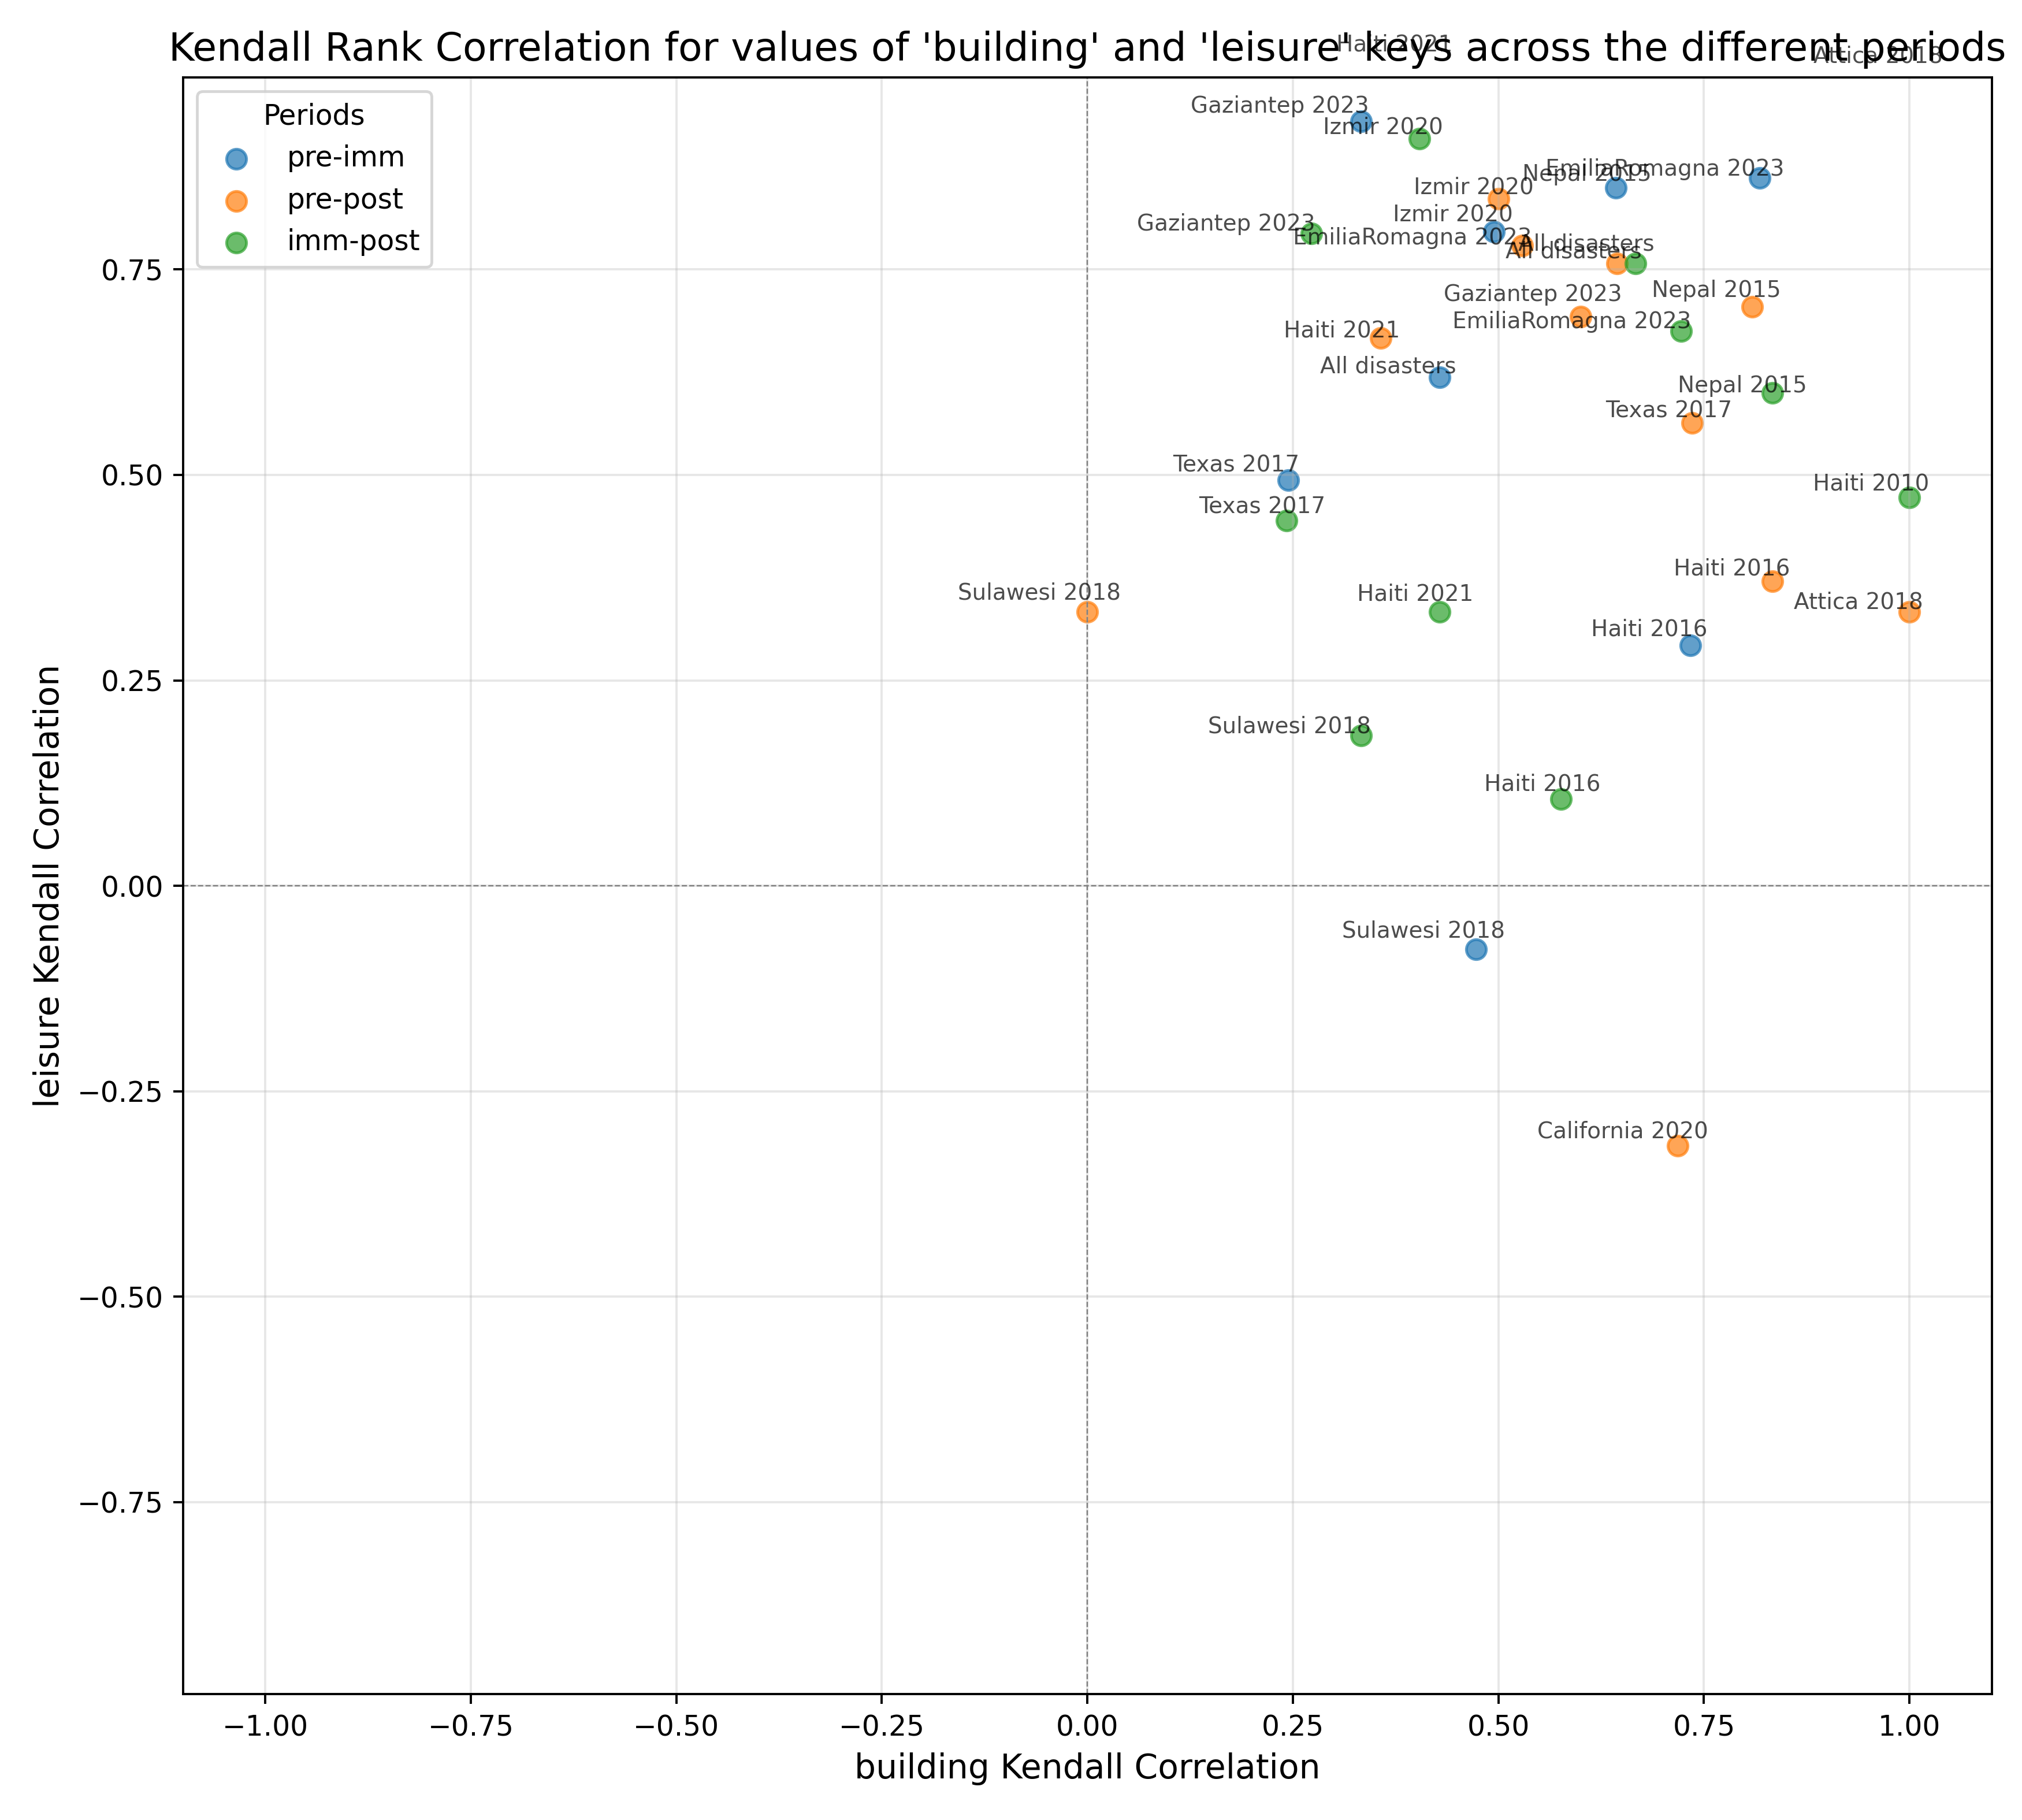 Kendall Rank Correlation for values of 'building' and 'leisure' keys across the different periods
Haiti 2021
Attica 2018
Periods
pre-imm
pre-post
imm-post
Gaziantep 2023
Izmir 2020
EmiliaRomagna 2023
Nepal 2015
Izmir 2020
Izmir 2020
Gaziantep 2023
EmiliaRomagna 2023
All disasters
All disasters
Nepal 2015
Gaziantep 2023
EmiliaRomagna 2023
Haiti 2021
All disasters
Nepal 2015
Texas 2017
Texas 2017
Haiti 2010
Texas 2017
Haiti 2016
Sulawesi 2018
Haiti 2021
Attica 2018
Haiti 2016
Sulawesi 2018
Haiti 2016
Sulawesi 2018
California 2020
0.75
0.50
0.25
0.00
−0.25
−0.50
−0.75
leisure Kendall Correlation
−1.00
−0.75
−0.50
−0.25
0.00
0.25
0.50
0.75
1.00
building Kendall Correlation